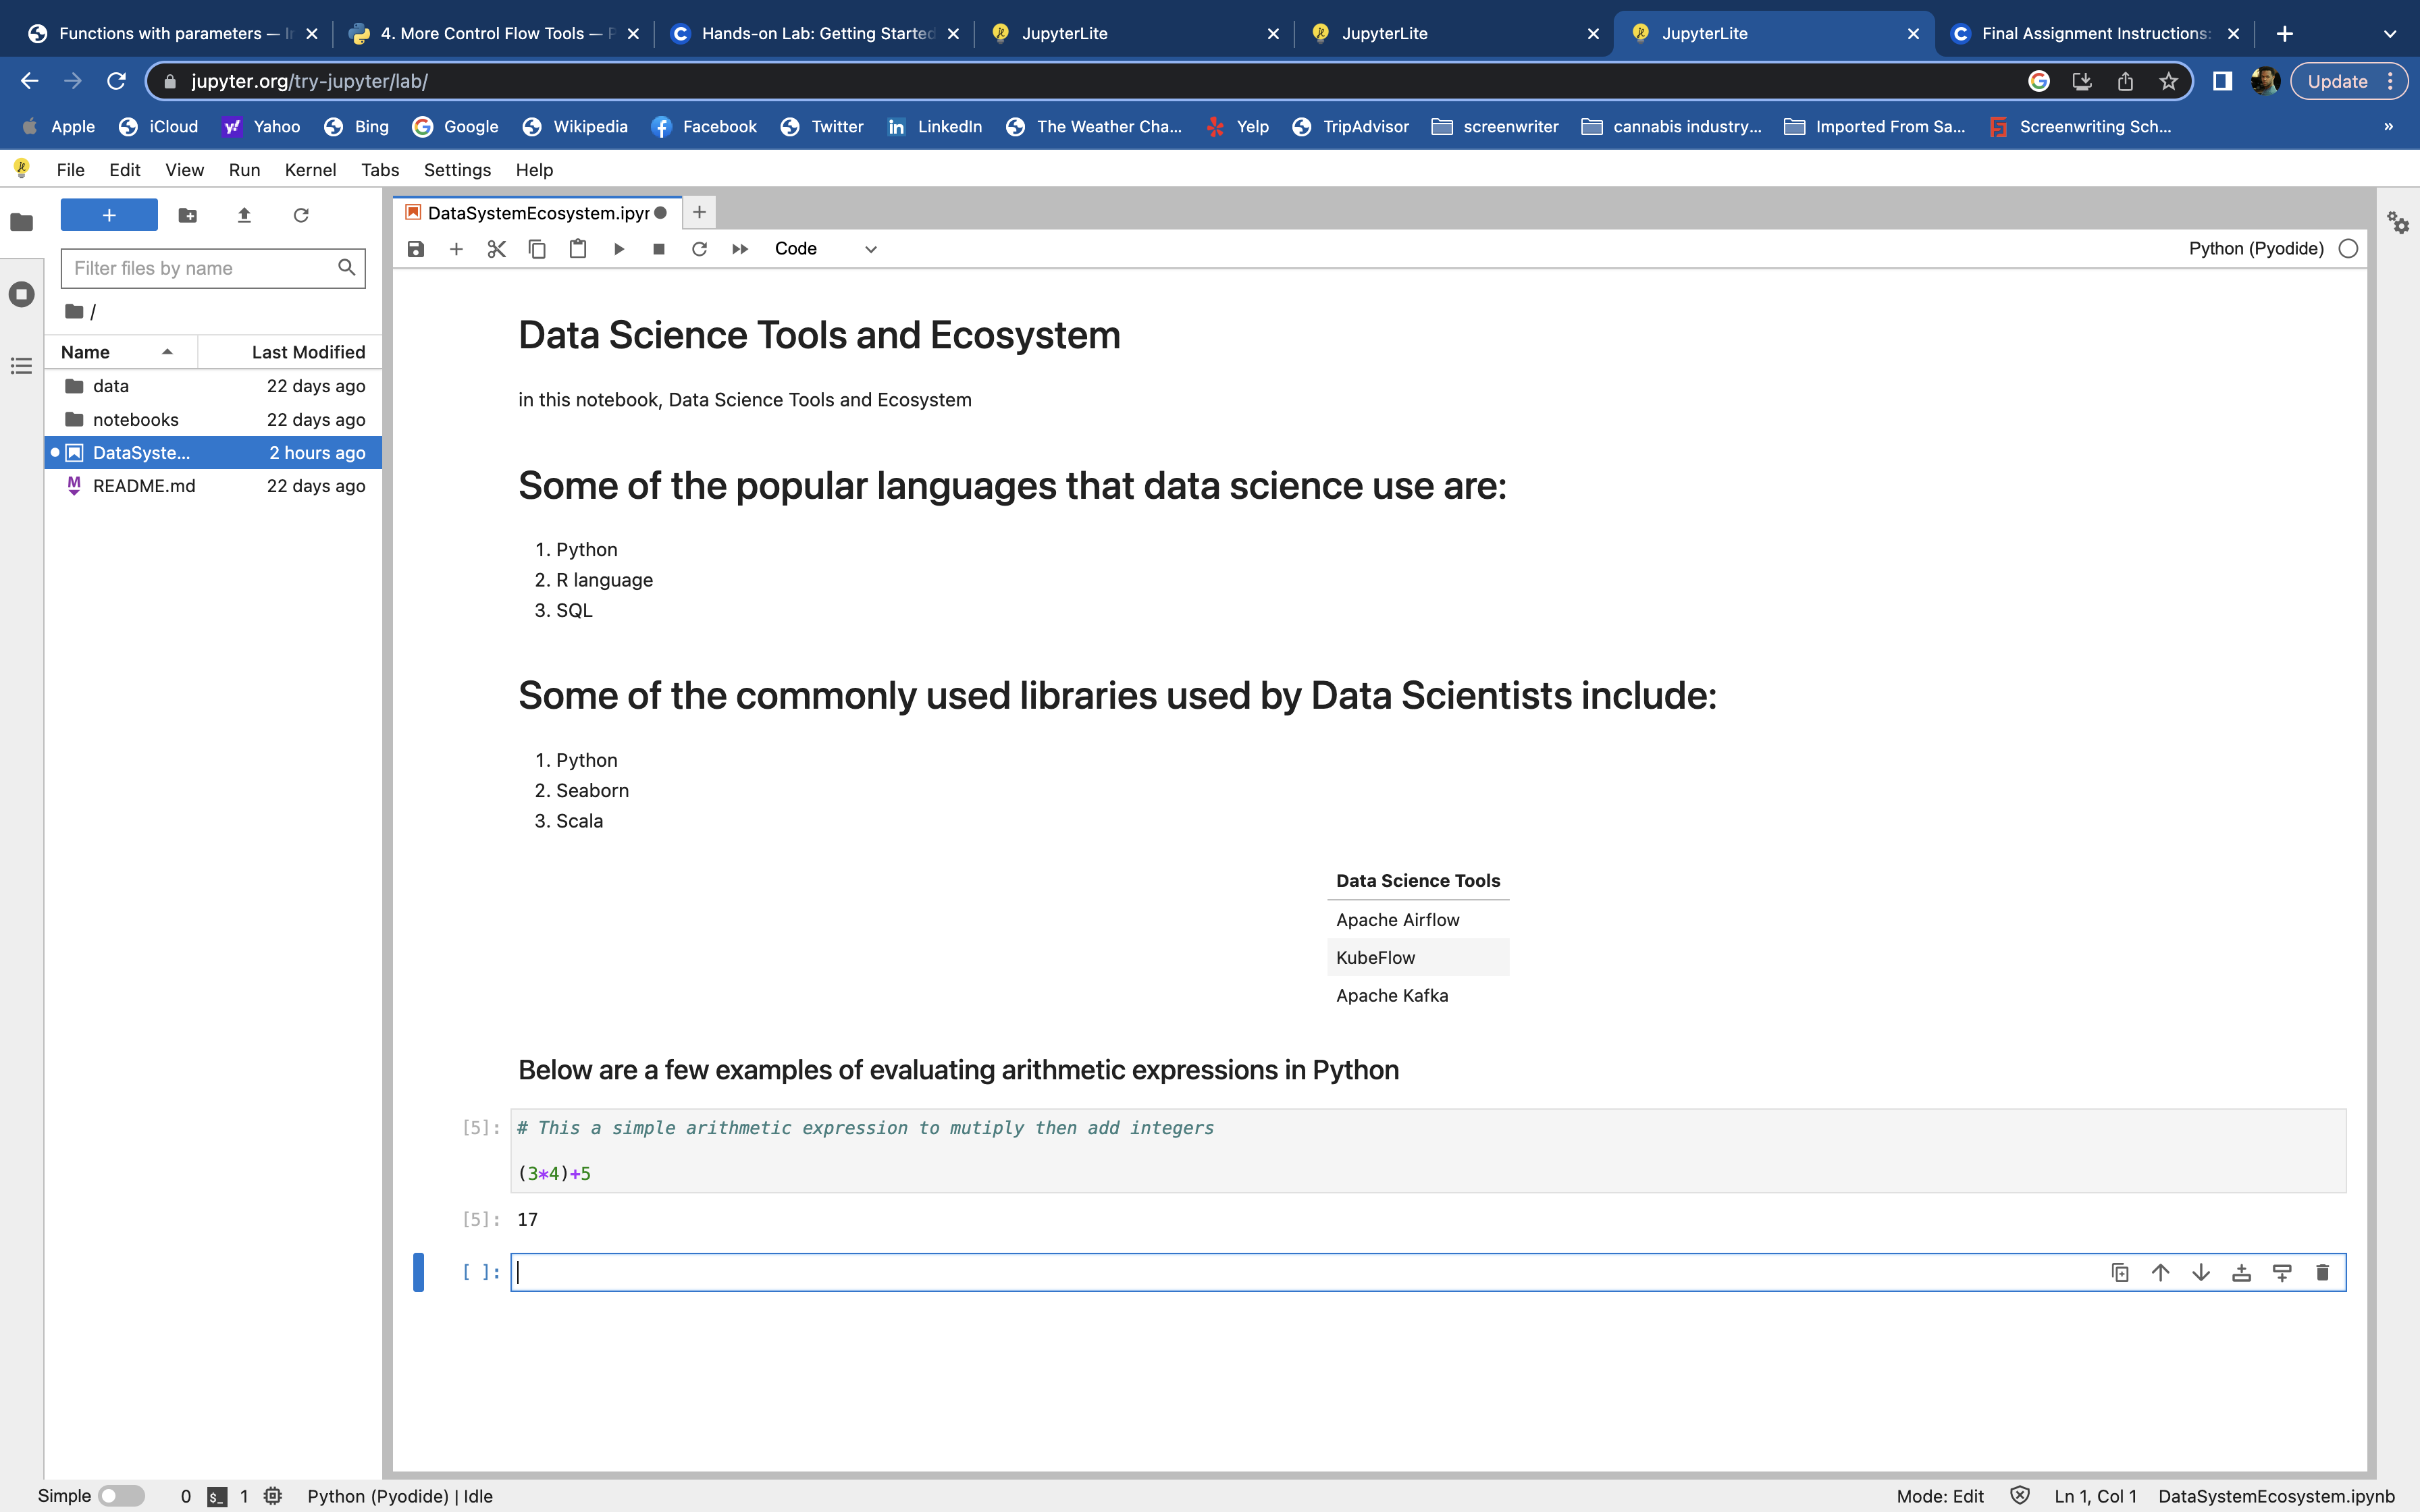 Functions with parameters — I
4. More Control Flow Tools — P
Hands-on Lab: Getting Started
JupyterLite
JupyterLite
JupyterLite
Final Assignment Instructions:
jupyter.org/try-jupyter/lab/
Update
Apple
iCloud
Yahoo
Bing
Google
Wikipedia
Facebook
Twitter
LinkedIn
The Weather Cha...
Yelp
TripAdvisor
screenwriter
cannabis industry...
Imported From Sa...
Screenwriting Sch...
»
File Edit View Run Kernel Tabs Settings Help
Filter files by name
/
Name Last Modified
data 22 days ago
notebooks 22 days ago
DataSyste... 2 hours ago
README.md 22 days ago
DataSystemEcosystem.ipyr
Code
Python (Pyodide)
Data Science Tools and Ecosystem
in this notebook, Data Science Tools and Ecosystem
Some of the popular languages that data science use are:
1. Python
2. R language
3. SQL
Some of the commonly used libraries used by Data Scientists include:
1. Python
2. Seaborn
3. Scala
Data Science Tools
Apache Airflow
KubeFlow
Apache Kafka
Below are a few examples of evaluating arithmetic expressions in Python
[5]: # This a simple arithmetic expression to mutiply then add integers
(3*4)+5
[5]: 17
[ ]:
Simple 0 $_ 1 Python (Pyodide) | Idle
Mode: Edit Ln 1, Col 1 DataSystemEcosystem.ipynb